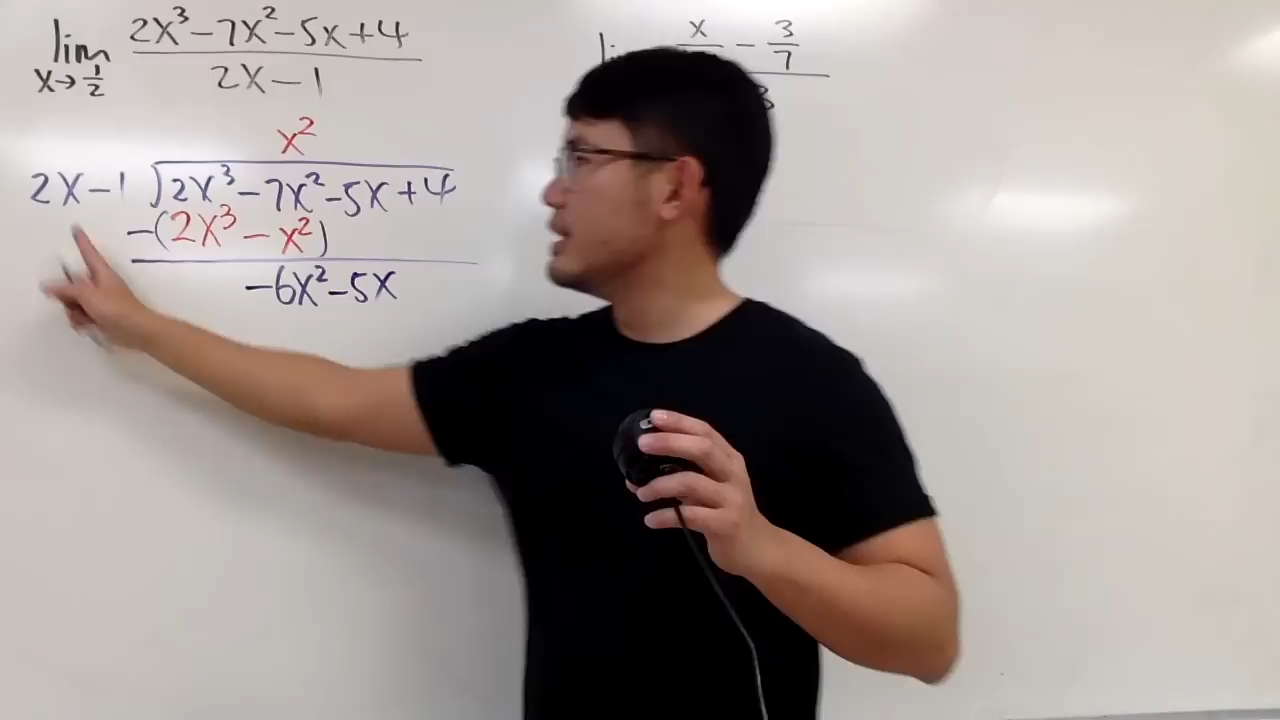 lim x→1/2 (2x³ - 7x² - 5x + 4)/(2x - 1)
x²
2x - 1 ) 2x³ - 7x² - 5x + 4
-(2x³ - x²)
-6x² - 5x
x
- 3/7